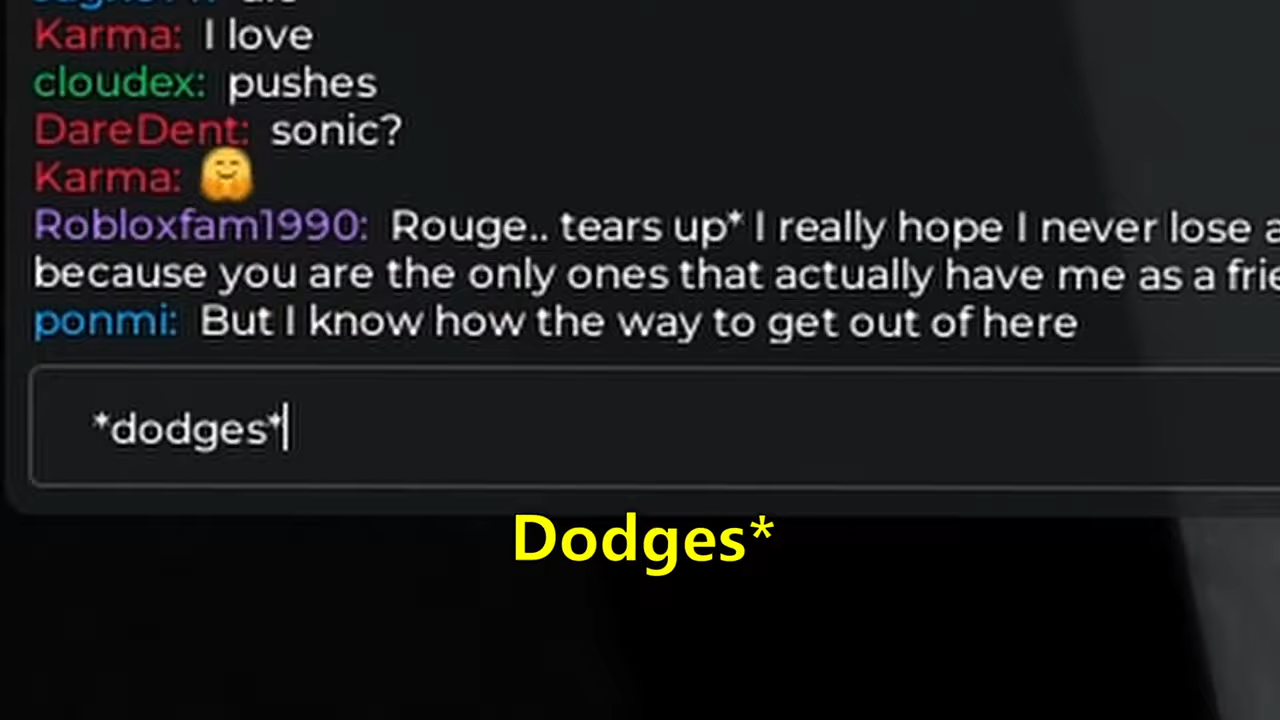 Karma: I love
cloudex: pushes
DareDent: sonic?
Karma: 🤗
Robloxfam1990: Rouge.. tears up* I really hope I never lose
because you are the only ones that actually have me as a
ponmi: But I know how the way to get out of here
*dodges*
Dodges*